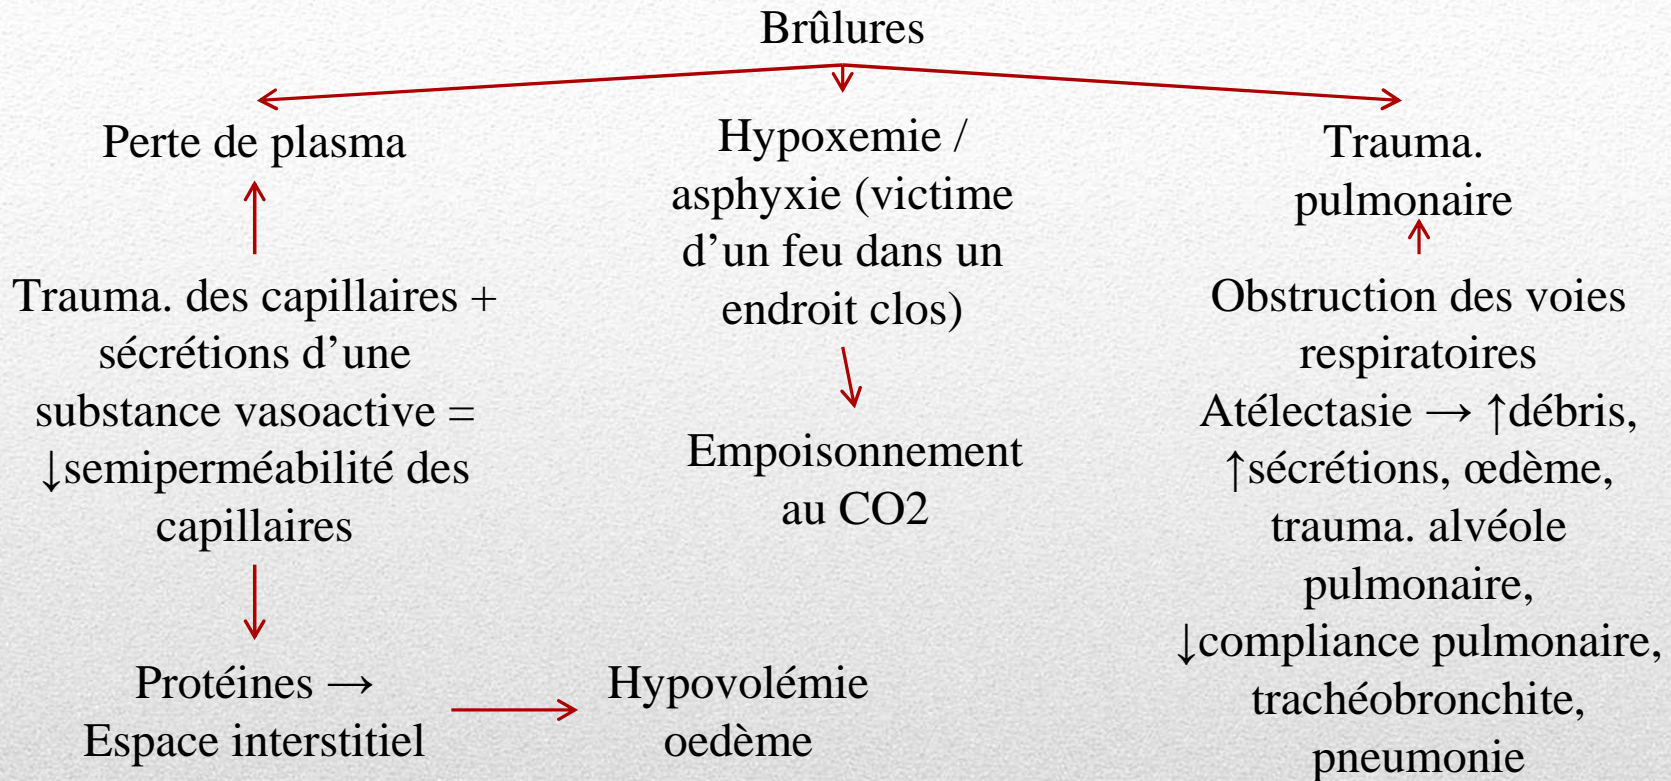 Brûlures
Perte de plasma
Trauma. des capillaires +
sécrétions d’une
substance vasoactive =
↓semiperméabilité des
capillaires
Protéines →
Espace interstitiel
Hypovolémie
oedème
Hypoxemie /
asphyxie (victime
d’un feu dans un
endroit clos)
Empoisonnement
au CO2
Trauma.
pulmonaire
Obstruction des voies
respiratoires
Atélectasie → ↑débris,
↑sécrétions, œdème,
trauma. alvéole
pulmonaire,
↓compliance pulmonaire,
trachéobronchite,
pneumonie